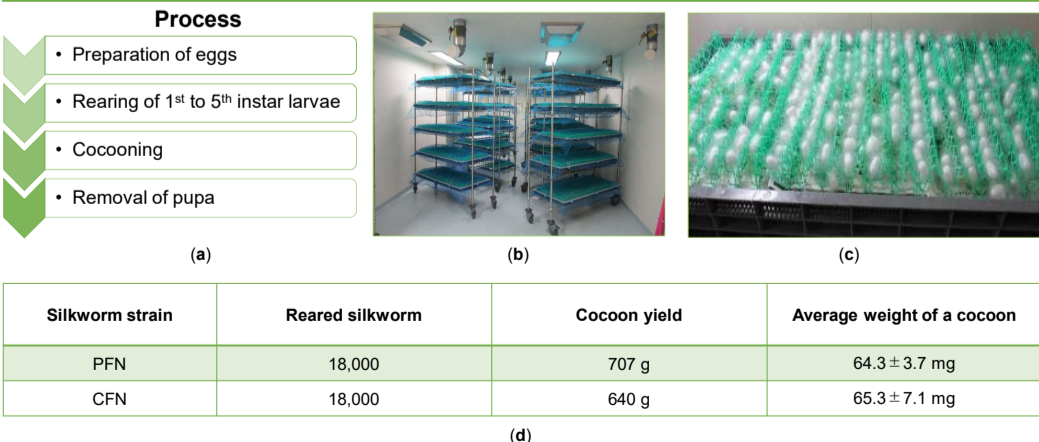 Process
• Preparation of eggs
• Rearing of 1st to 5th instar larvae
• Cocooning
• Removal of pupa
(a)
(b)
(c)
Silkworm strain Reared silkworm Cocoon yield Average weight of a cocoon
PFN 18,000 707 g 64.3±3.7 mg
CFN 18,000 640 g 65.3±7.1 mg
(d)